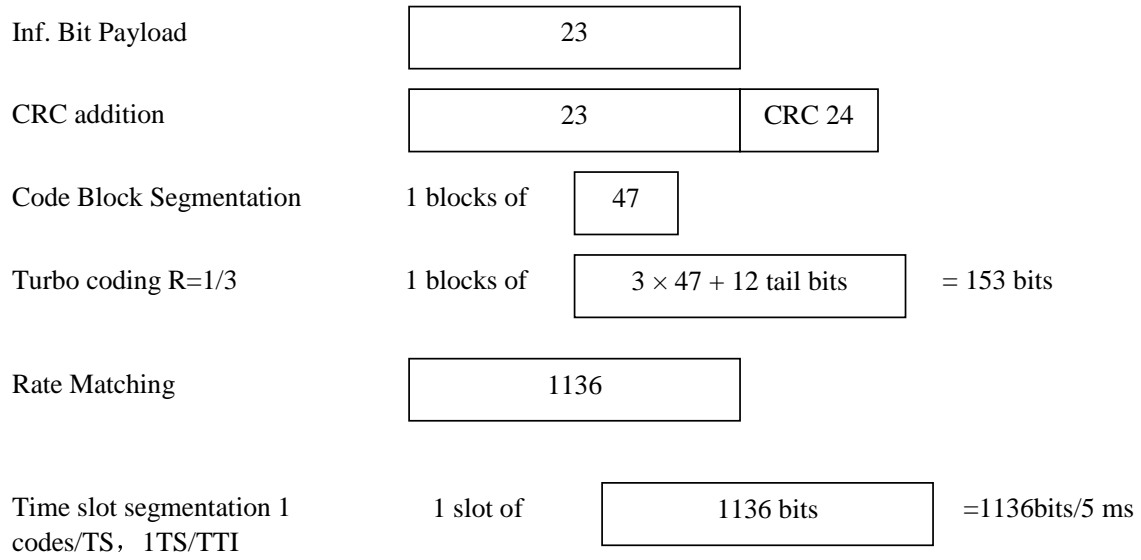 Inf. Bit Payload 23
CRC addition 23 CRC 24
Code Block Segmentation 1 blocks of 47
Turbo coding R=1/3 1 blocks of 3 × 47 + 12 tail bits = 153 bits
Rate Matching 1136
Time slot segmentation 1 1 slot of 1136 bits =1136bits/5 ms
codes/TS，1TS/TTI